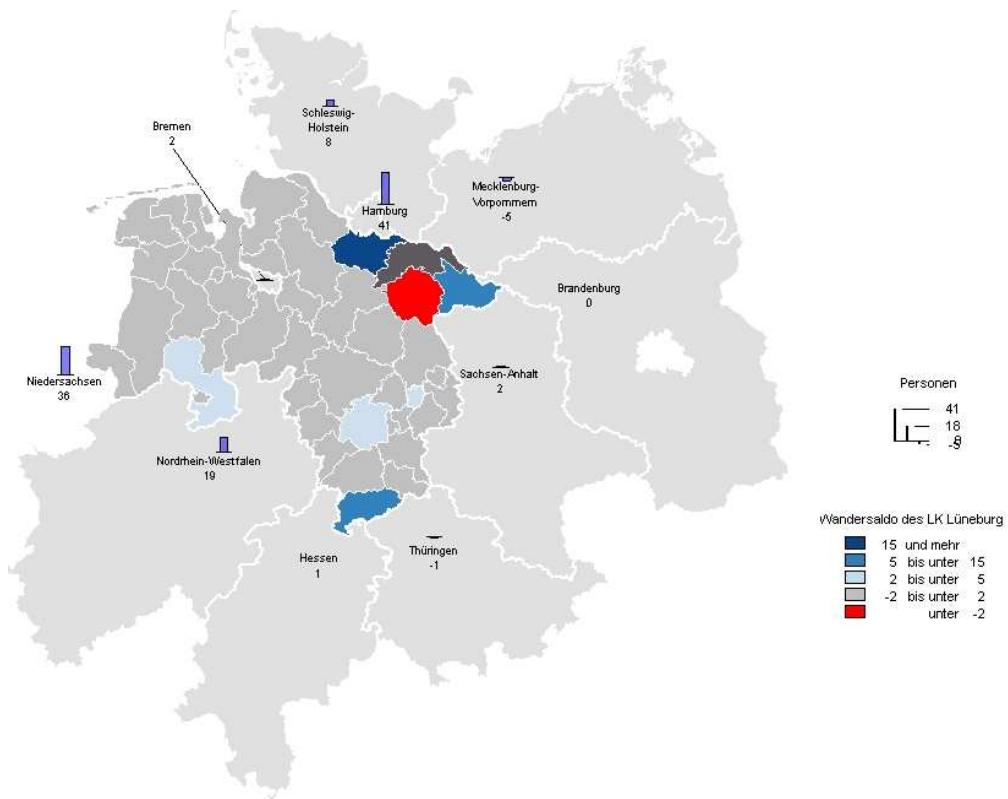 Schleswig-
Holstein
8
Bremen
2
Mecklenburg-
Vorpommern
-5
Hamburg
41
Brandenburg
0
Niedersachsen
36
Sachsen-Anhalt
2
Nordrhein-Westfalen
19
Hessen
1
Thüringen
-1
Personen
41
18
-5
Wandersaldo des LK Lüneburg
15 und mehr
5 bis unter 15
2 bis unter 5
-2 bis unter 2
unter -2